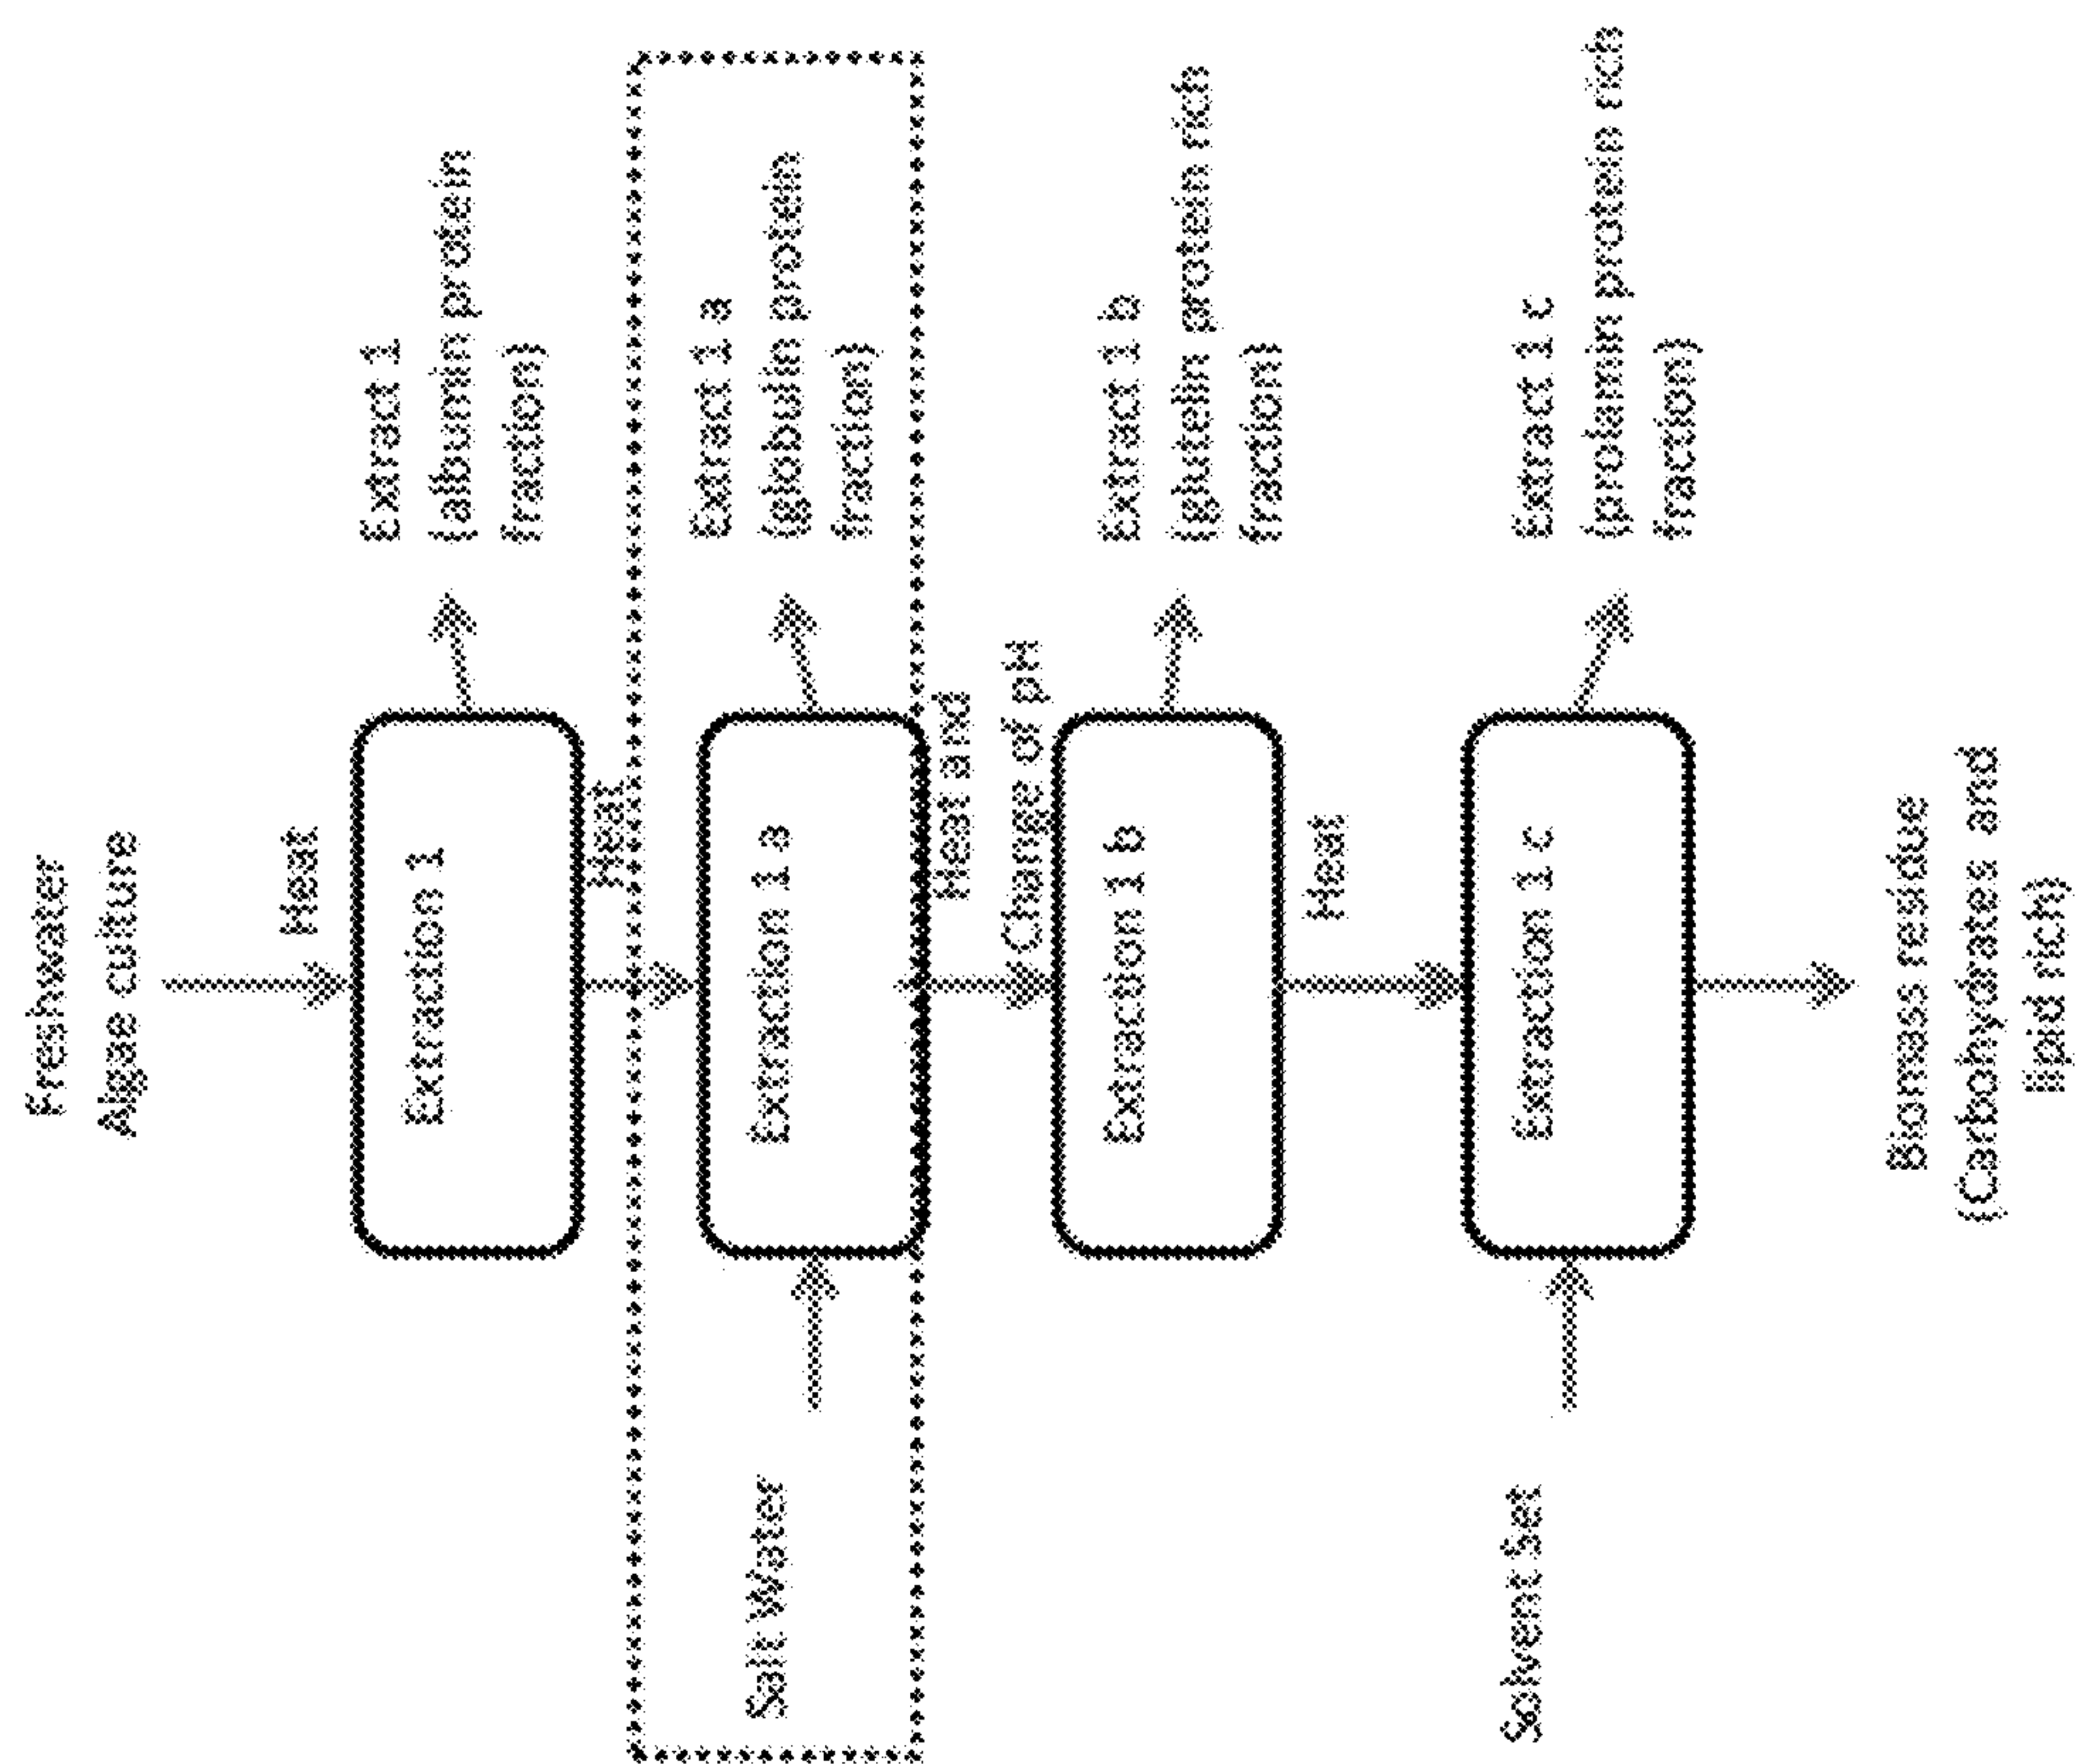 Freshwater
Algae culture
Heat
Extraction 1
Extract 1
(albumin protein
fraction)
Heat
Salt Water
Extraction 1 a
Extract 1 a
(globulin protein
fraction)
Heat and
Change of pH
Extraction 1 b
Extract 1 b
(glutein protein rich
fraction)
Heat
Solvent Set
Extraction 1 c
Extract 1 c
(prolamin protein rich
fraction)
Biomass residue
(Carbohydrates and
lipid rich)